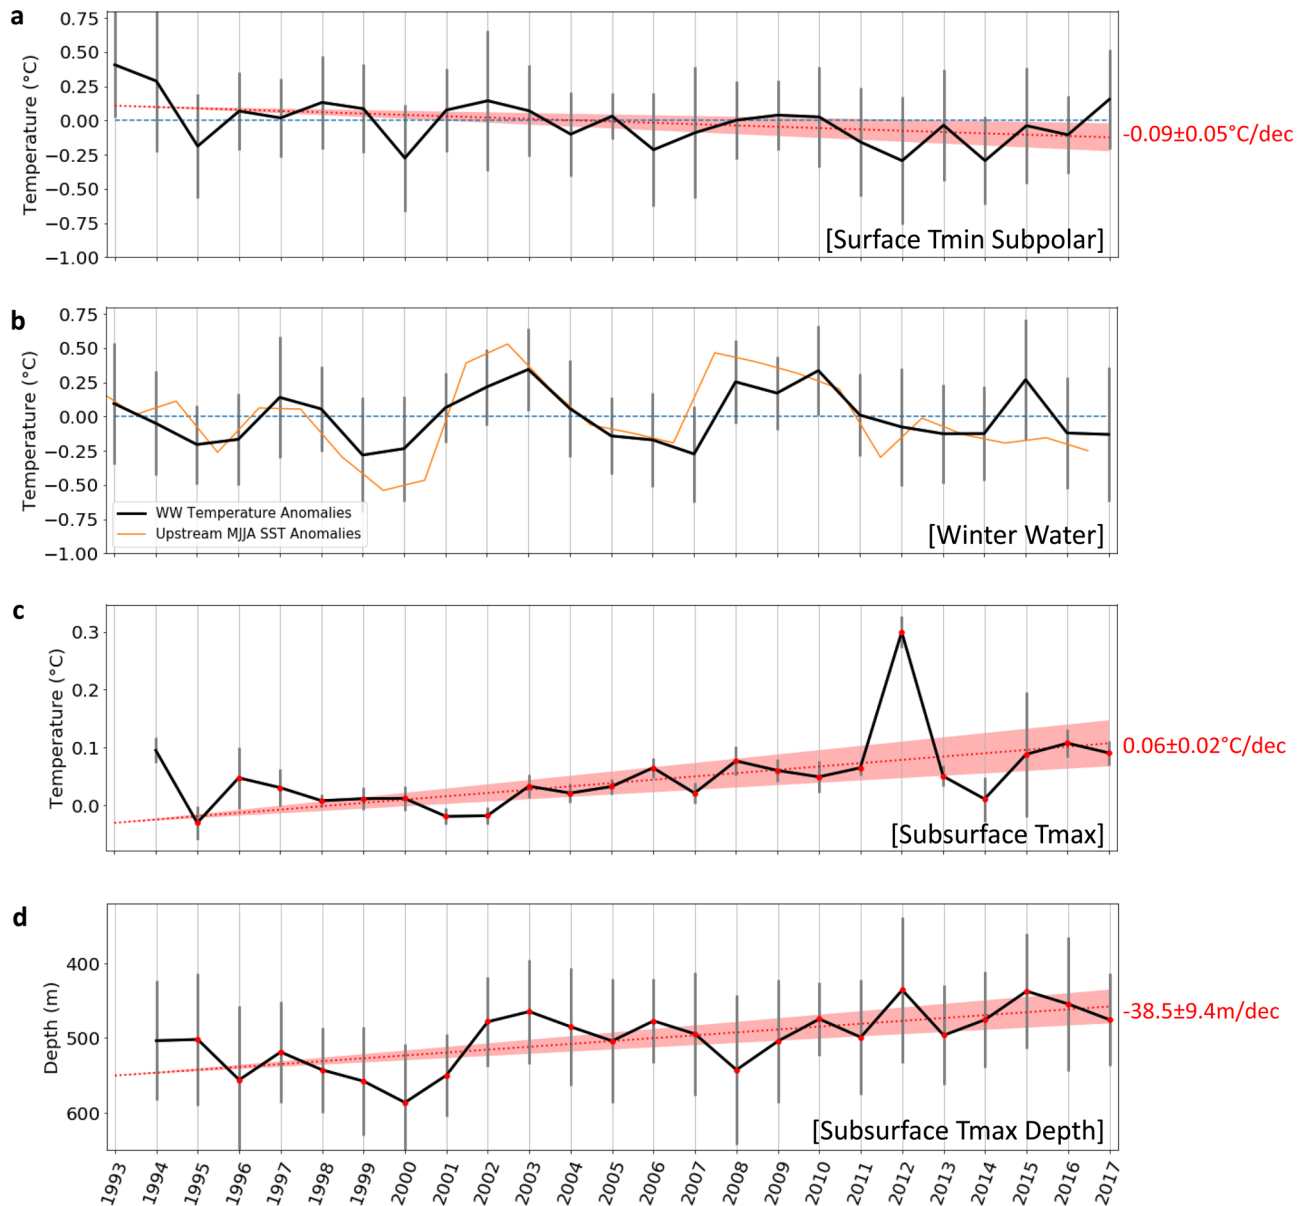 a
0.75
0.50
0.25
0.00
−0.25
−0.50
−0.75
−1.00
Temperature (°C)
-0.09±0.05°C/dec
[Surface Tmin Subpolar]
b
0.75
0.50
0.25
0.00
−0.25
−0.50
−0.75
−1.00
Temperature (°C)
WW Temperature Anomalies
Upstream MJJA SST Anomalies
[Winter Water]
c
0.3
0.2
0.1
0.0
Temperature (°C)
0.06±0.02°C/dec
[Subsurface Tmax]
d
400
500
600
Depth (m)
-38.5±9.4m/dec
[Subsurface Tmax Depth]
1993
1994
1995
1996
1997
1998
1999
2000
2001
2002
2003
2004
2005
2006
2007
2008
2009
2010
2011
2012
2013
2014
2015
2016
2017